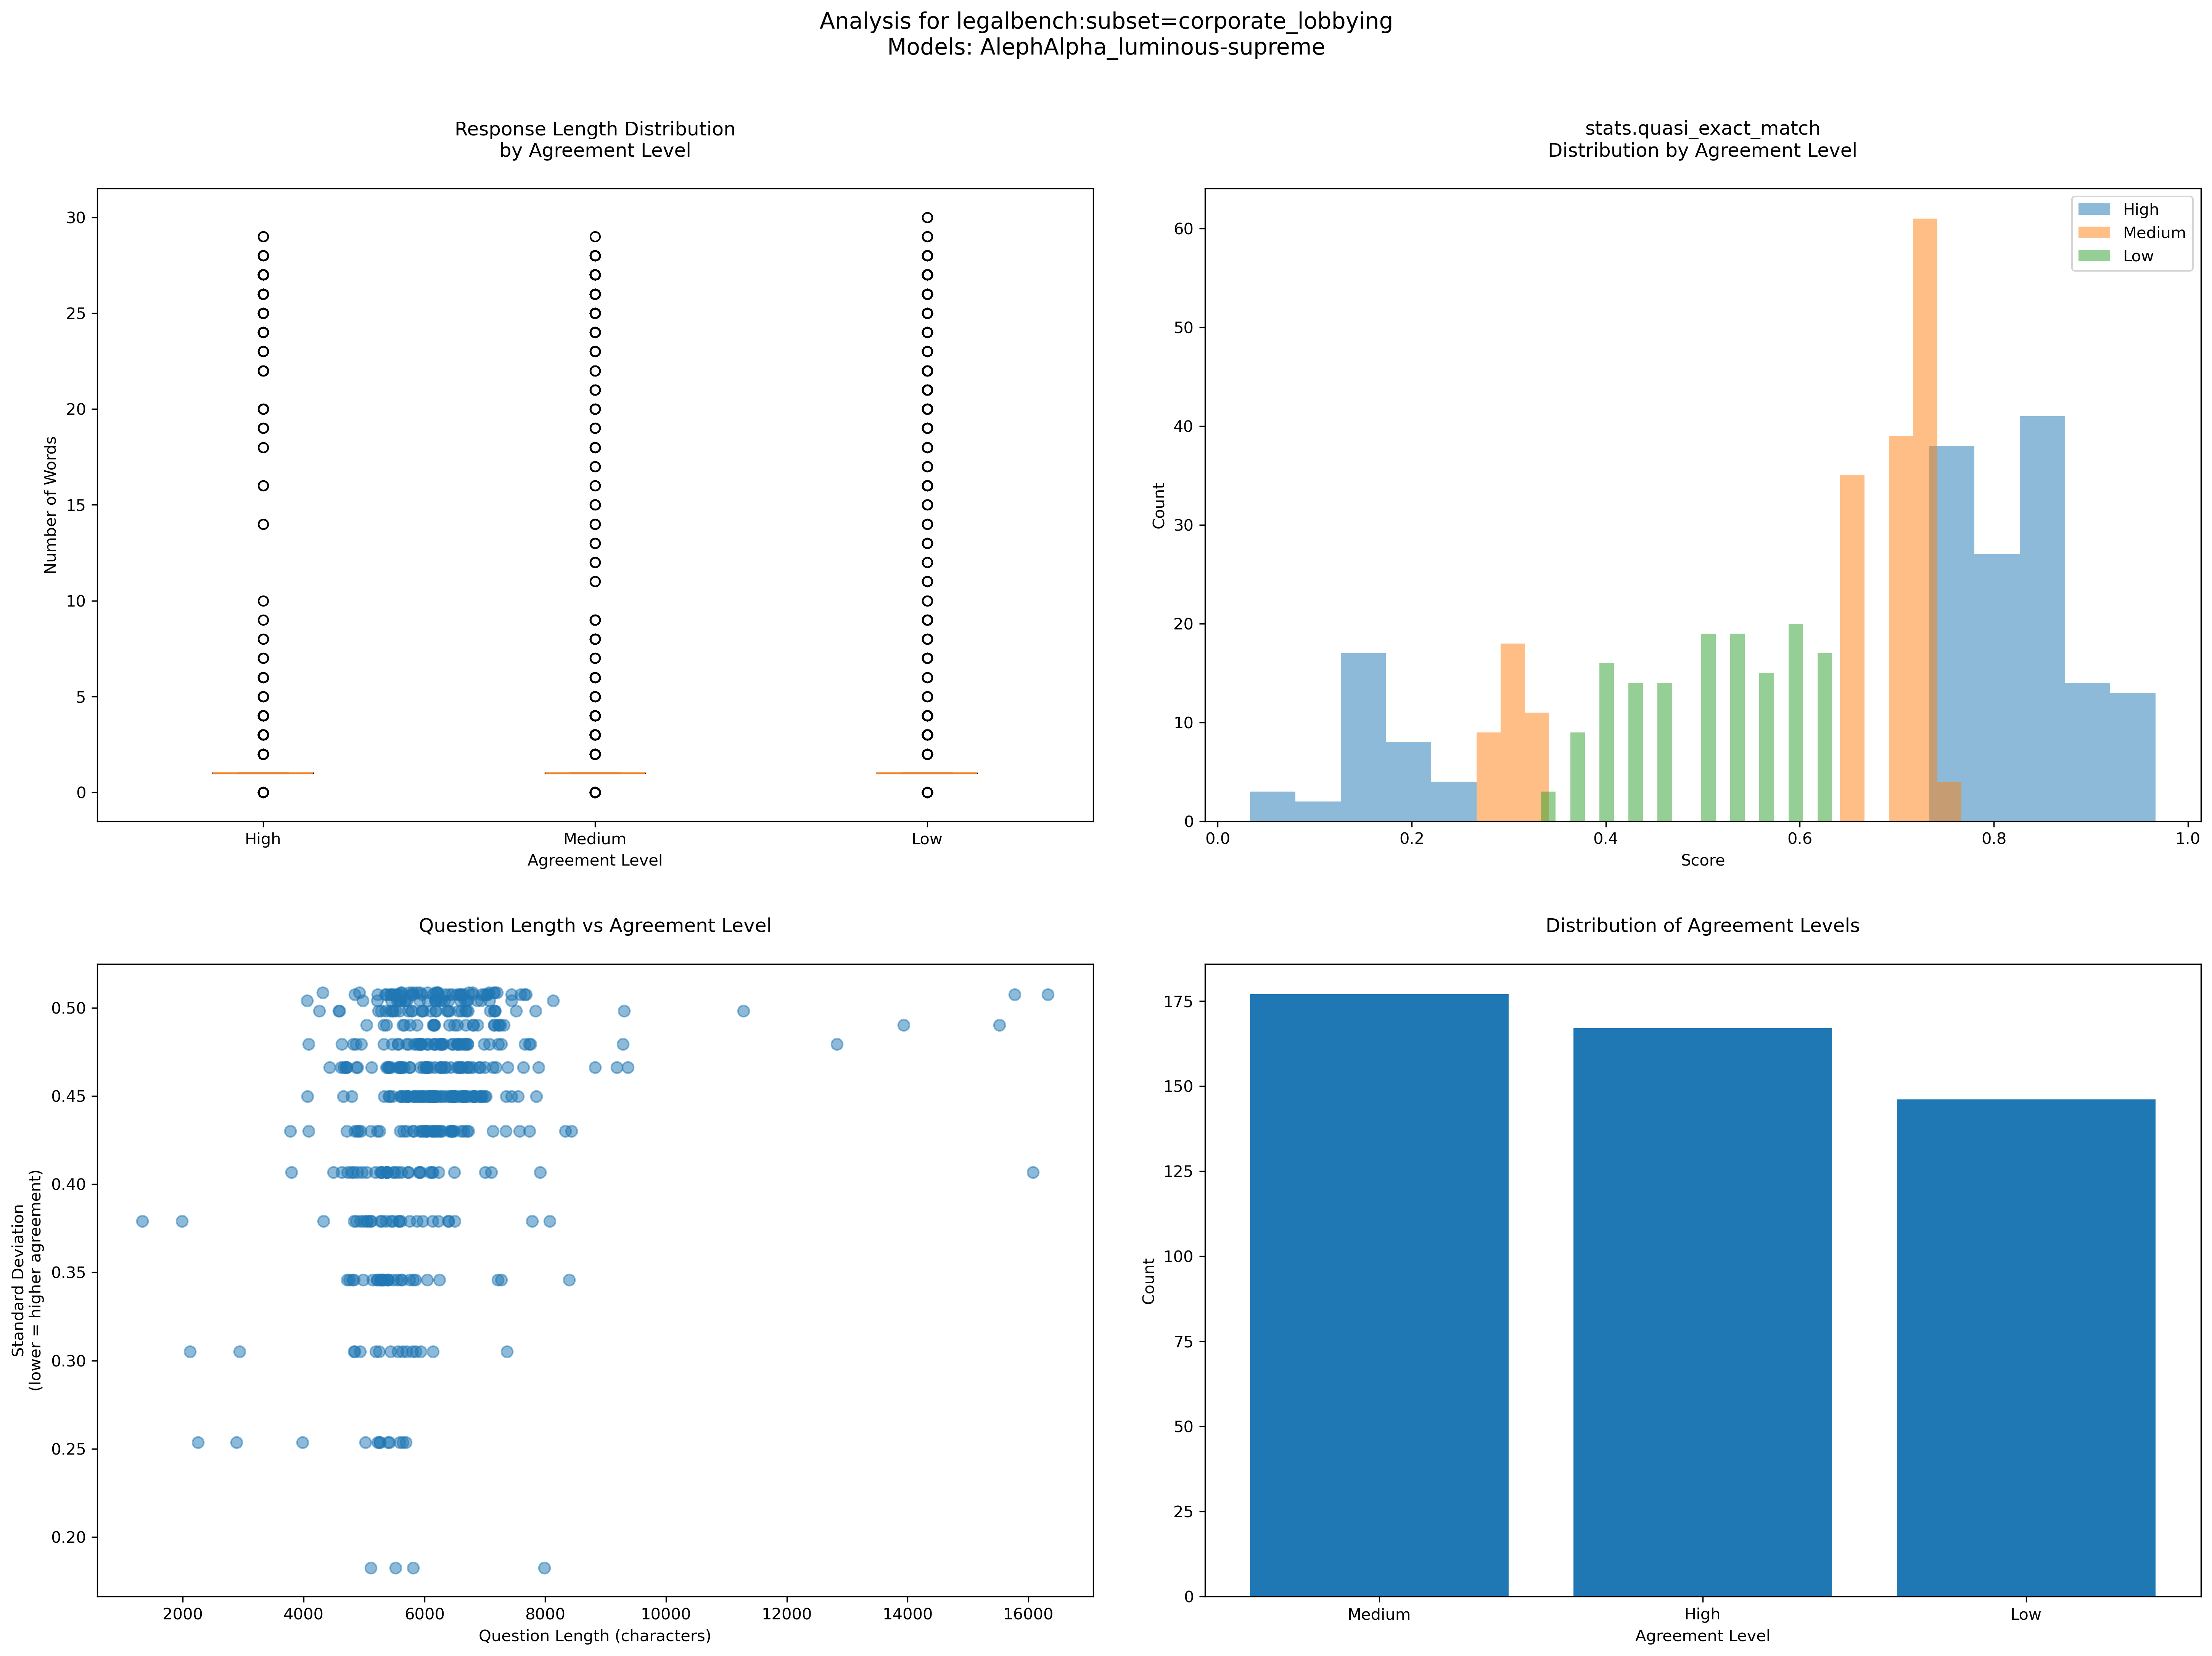 Analysis for legalbench:subset=corporate_lobbying
Models: AlephAlpha_luminous-supreme
Response Length Distribution
by Agreement Level
Number of Words
30
25
20
15
10
5
0
High
Medium
Low
Agreement Level
stats.quasi_exact_match
Distribution by Agreement Level
High
Medium
Low
Count
60
50
40
30
20
10
0
0.0
0.2
0.4
0.6
0.8
1.0
Score
Question Length vs Agreement Level
Standard Deviation
(lower = higher agreement)
0.50
0.45
0.40
0.35
0.30
0.25
0.20
2000
4000
6000
8000
10000
12000
14000
16000
Question Length (characters)
Distribution of Agreement Levels
Count
175
150
125
100
75
50
25
0
Medium
High
Low
Agreement Level